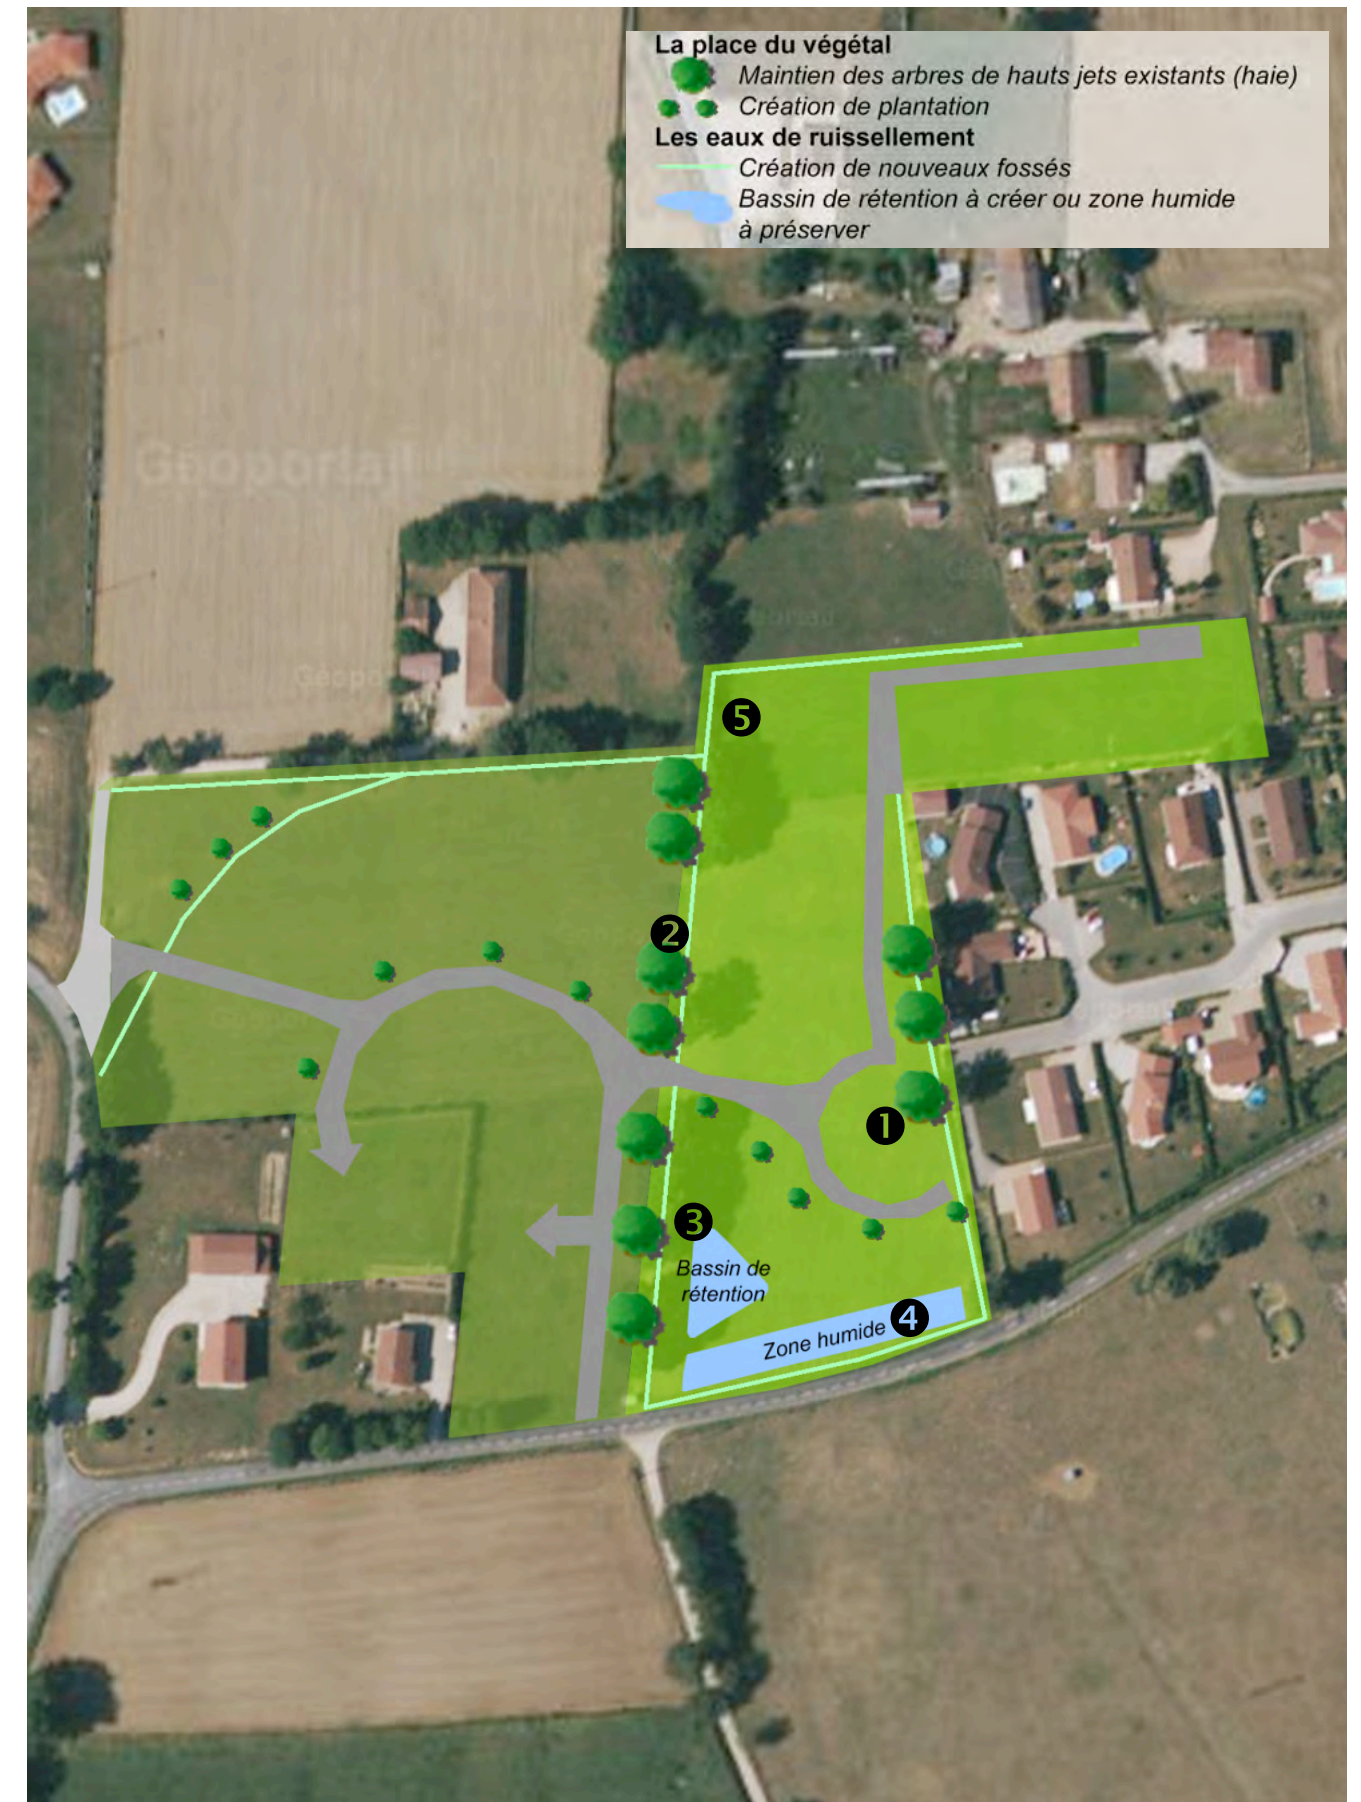 La place du végétal
Maintien des arbres de hauts jets existants (haie)
Création de plantation
Les eaux de ruissellement
Création de nouveaux fossés
Bassin de rétention à créer ou zone humide
à préserver
Géoportail
Géopo
5
2
1
3
Bassin de
rétention
4
Zone humide